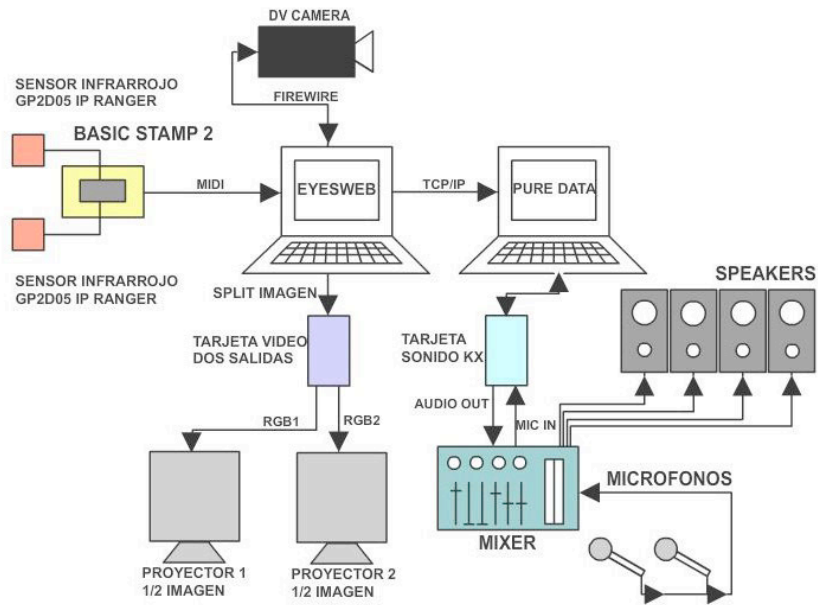 DV CAMERA
SENSOR INFRARROJO
GP2D05 IP RANGER
FIREWIRE
BASIC STAMP 2
MIDI
EYESWEB
TCP/IP
PURE DATA
SENSOR INFRARROJO
GP2D05 IP RANGER
SPLIT IMAGEN
SPEAKERS
TARJETA VIDEO
DOS SALIDAS
TARJETA
SONIDO KX
AUDIO OUT
MIC IN
RGB1
RGB2
MICROFONOS
MIXER
PROYECTOR 1
1/2 IMAGEN
PROYECTOR 2
1/2 IMAGEN